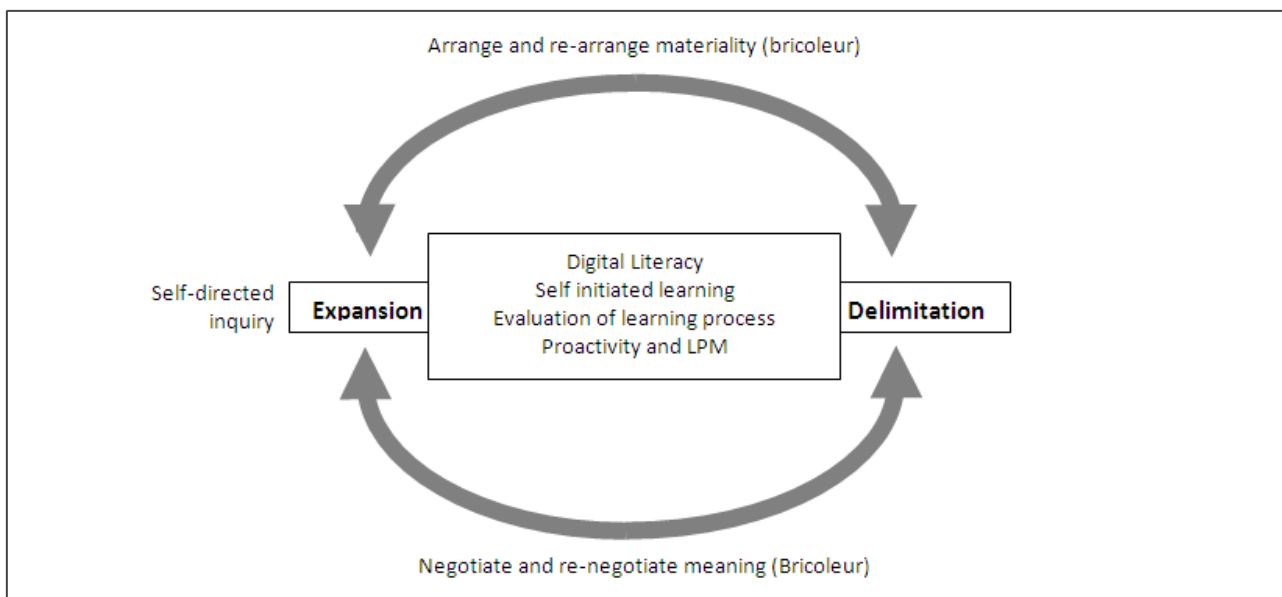 Arrange and re-arrange materiality (bricoleur)
Digital Literacy
Self initiated learning
Evaluation of learning process
Proactivity and LPM
Self-directed
inquiry
Expansion
Delimitation
Negotiate and re-negotiate meaning (Bricoleur)